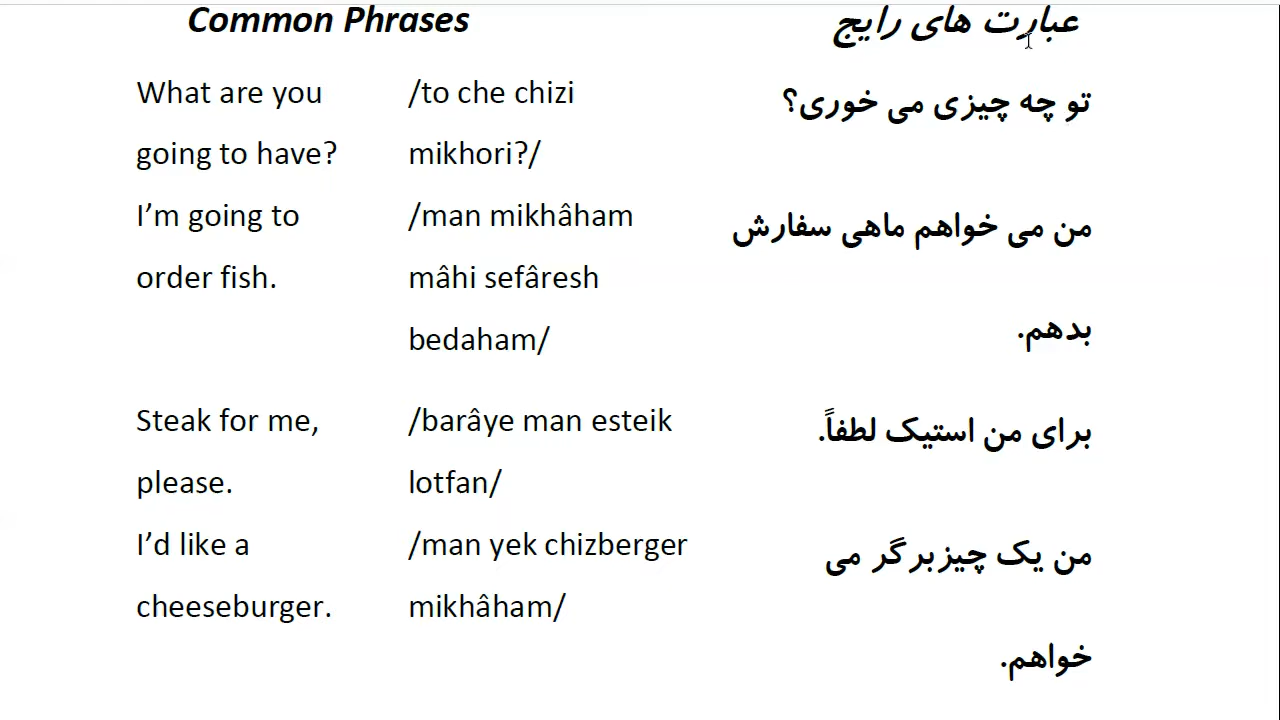 Common Phrases عبارت های رایج
What are you /to che chizi تو چه چیزی می خوری؟
going to have? mikhori?/
I’m going to /man mikhâham من می خواهم ماهی سفارش
order fish. mâhi sefâresh
bedaham/ بدهم.
Steak for me, /barâye man esteik برای من استیک لطفاً.
please. lotfan/
I’d like a /man yek chizberger من یک چیزبرگر می
cheeseburger. mikhâham/
خواهم.